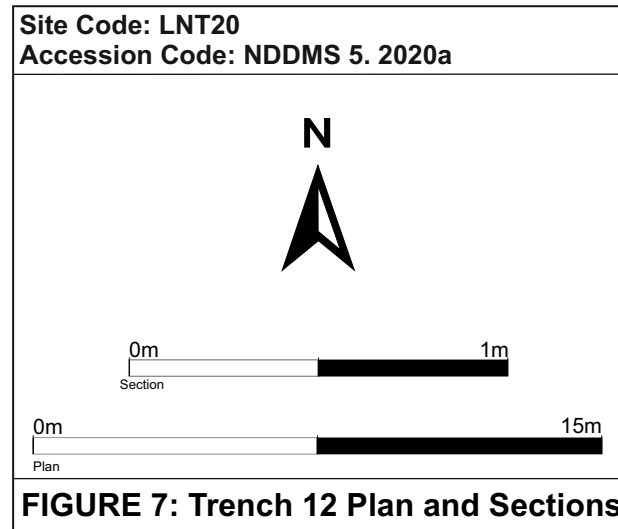 Site Code: LNT20
Accession Code: NDDMS 5. 2020a
N
0m 1m
Section
0m 15m
Plan
FIGURE 7: Trench 12 Plan and Sections